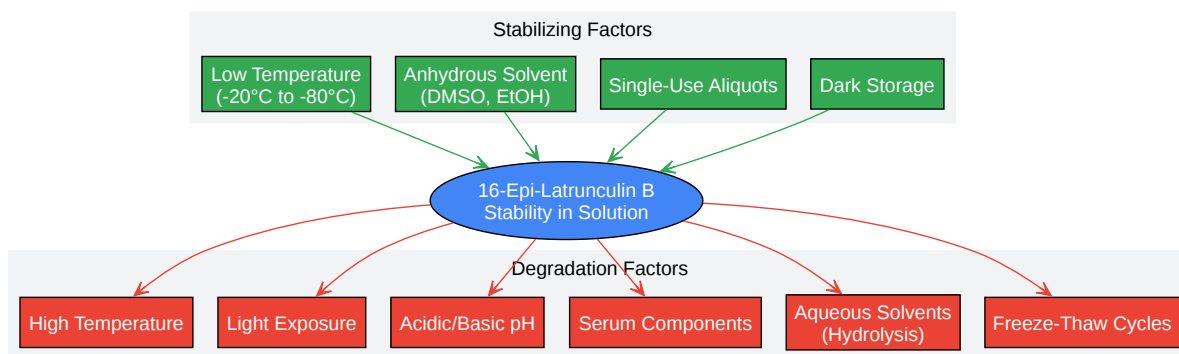 Stabilizing Factors
Low Temperature
(-20°C to -80°C)
Anhydrous Solvent
(DMSO, EtOH)
Single-Use Aliquots
Dark Storage
16-Epi-Latrunculin B
Stability in Solution
Degradation Factors
High Temperature
Light Exposure
Acidic/Basic pH
Serum Components
Aqueous Solvents
(Hydrolysis)
Freeze-Thaw Cycles